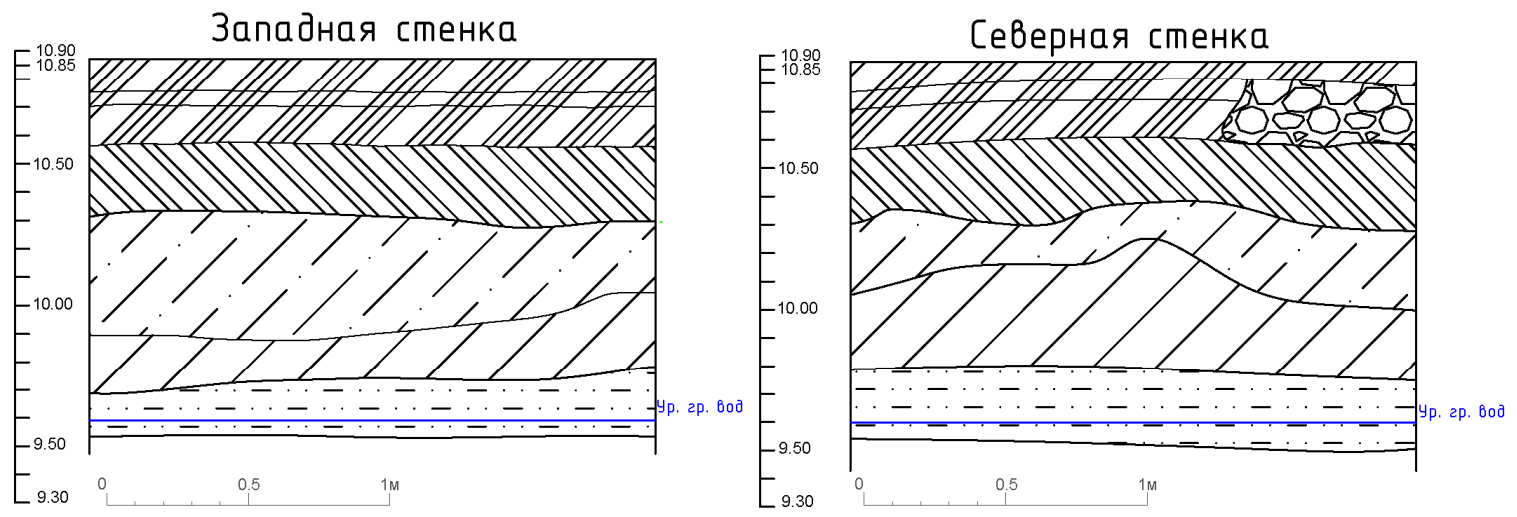 Западная стенка
10.90
10.85
10.50
10.00
9.50
9.30
Ур. гр. вод
0 0.5 1м
Северная стенка
10.90
10.85
10.50
10.00
9.50
9.30
Ур. гр. вод
0 0.5 1м